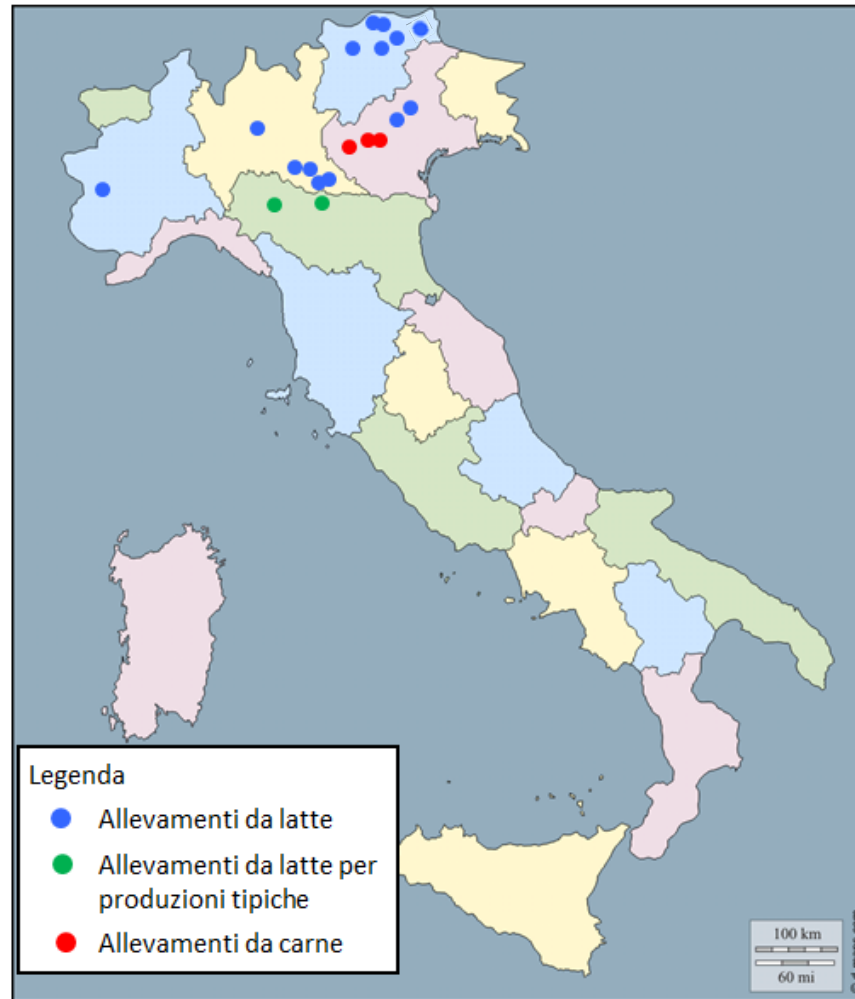 Legenda
Allevamenti da latte
Allevamenti da latte per
produzioni tipiche
Allevamenti da carne
100 km
60 mi